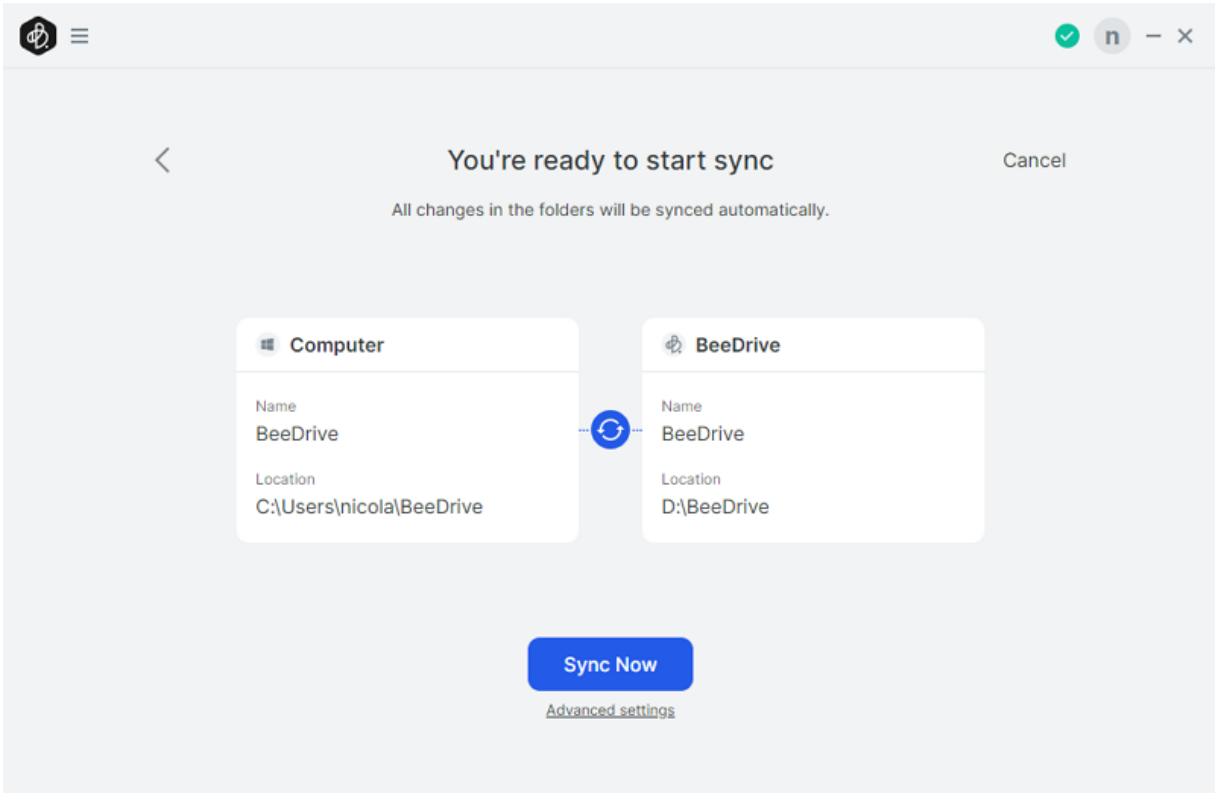 n
You're ready to start sync
Cancel
All changes in the folders will be synced automatically.
Computer
Name
BeeDrive
Location
C:\Users\nicola\BeeDrive
BeeDrive
Name
BeeDrive
Location
D:\BeeDrive
Sync Now
Advanced settings